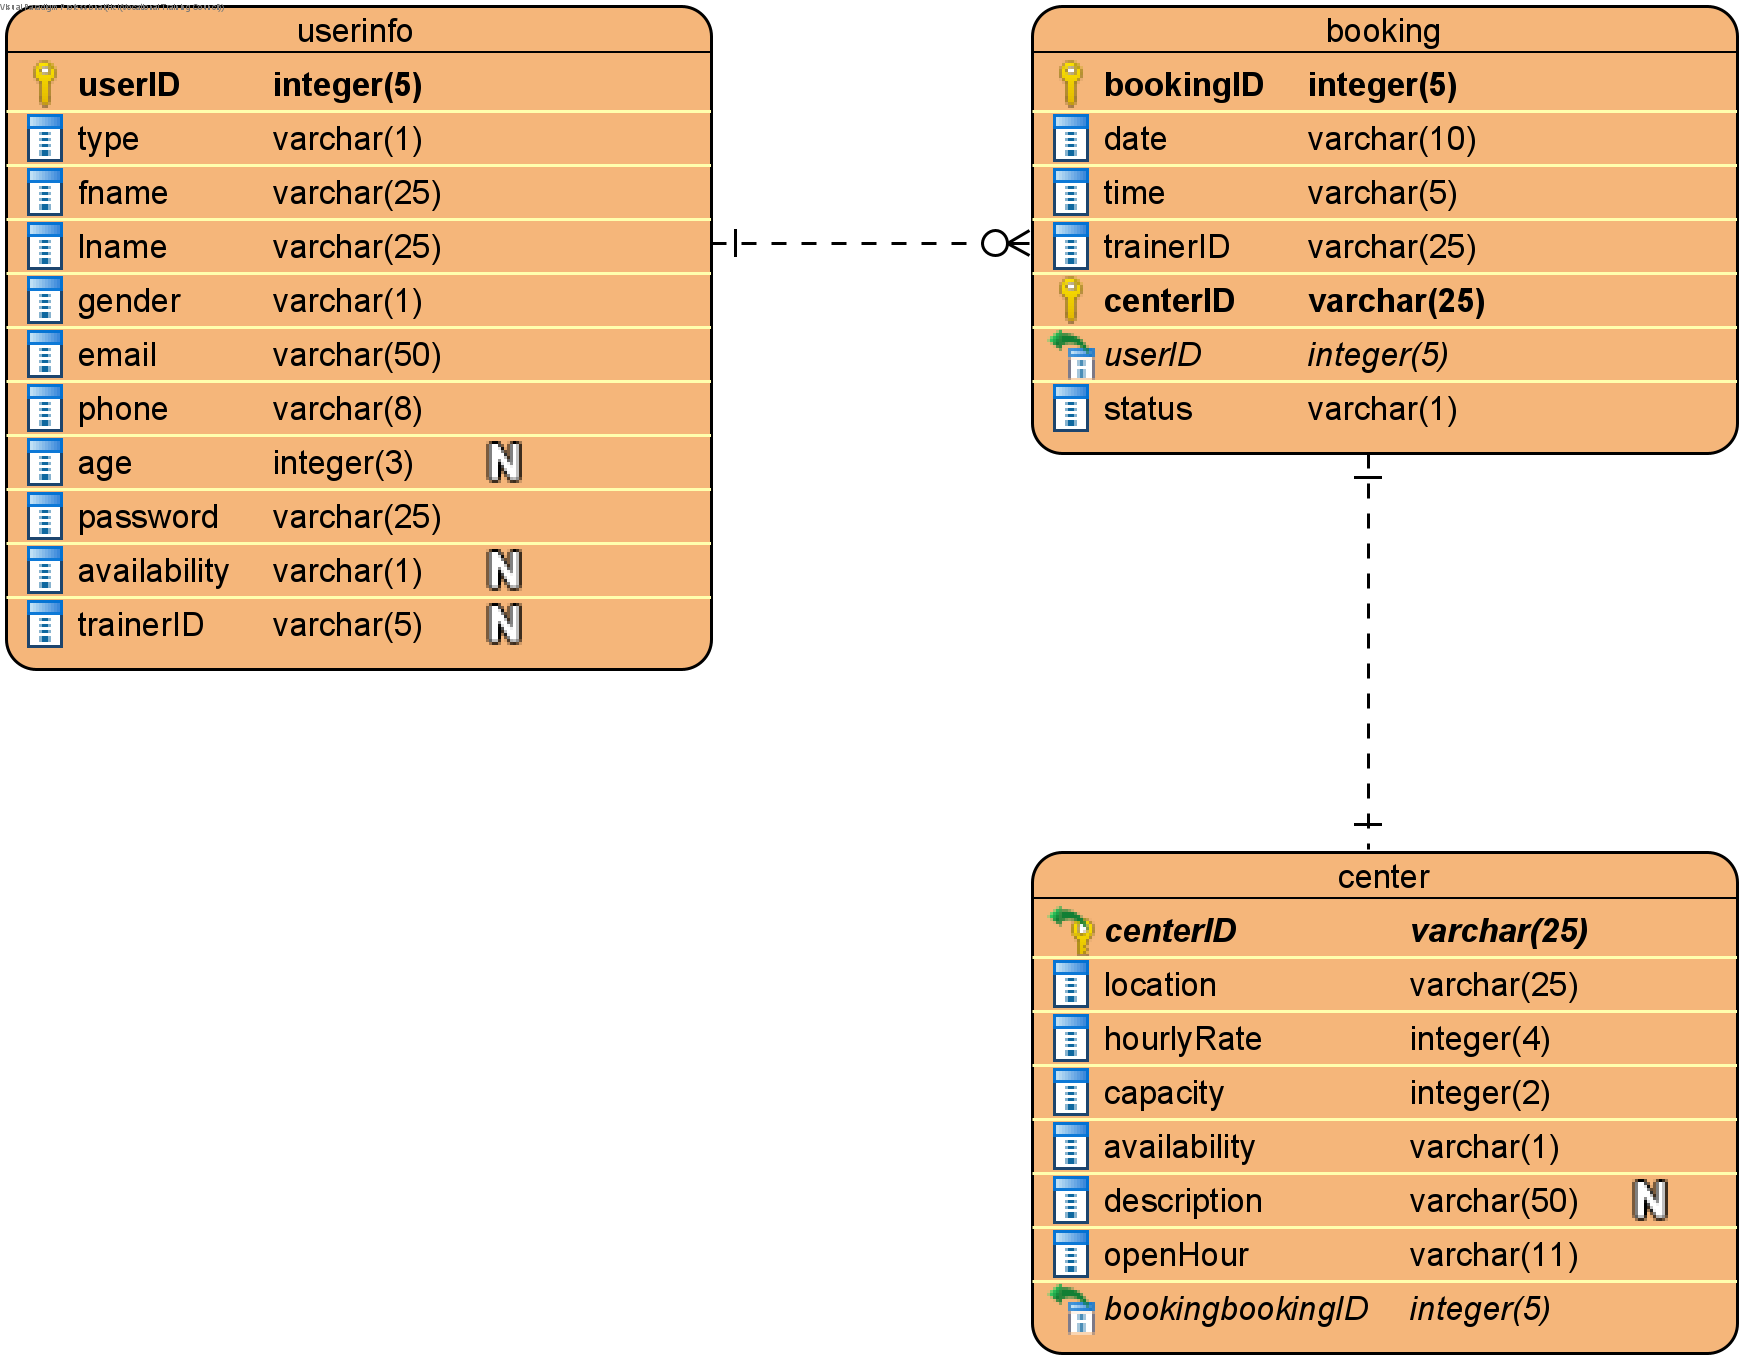 userinfo
userID integer(5)
type varchar(1)
fname varchar(25)
lname varchar(25)
gender varchar(1)
email varchar(50)
phone varchar(8)
age integer(3) N
password varchar(25)
availability varchar(1) N
trainerID varchar(5) N
booking
bookingID integer(5)
date varchar(10)
time varchar(5)
trainerID varchar(25)
centerID varchar(25)
userID integer(5)
status varchar(1)
center
centerID varchar(25)
location varchar(25)
hourlyRate integer(4)
capacity integer(2)
availability varchar(1)
description varchar(50) N
openHour varchar(11)
bookingbookingID integer(5)